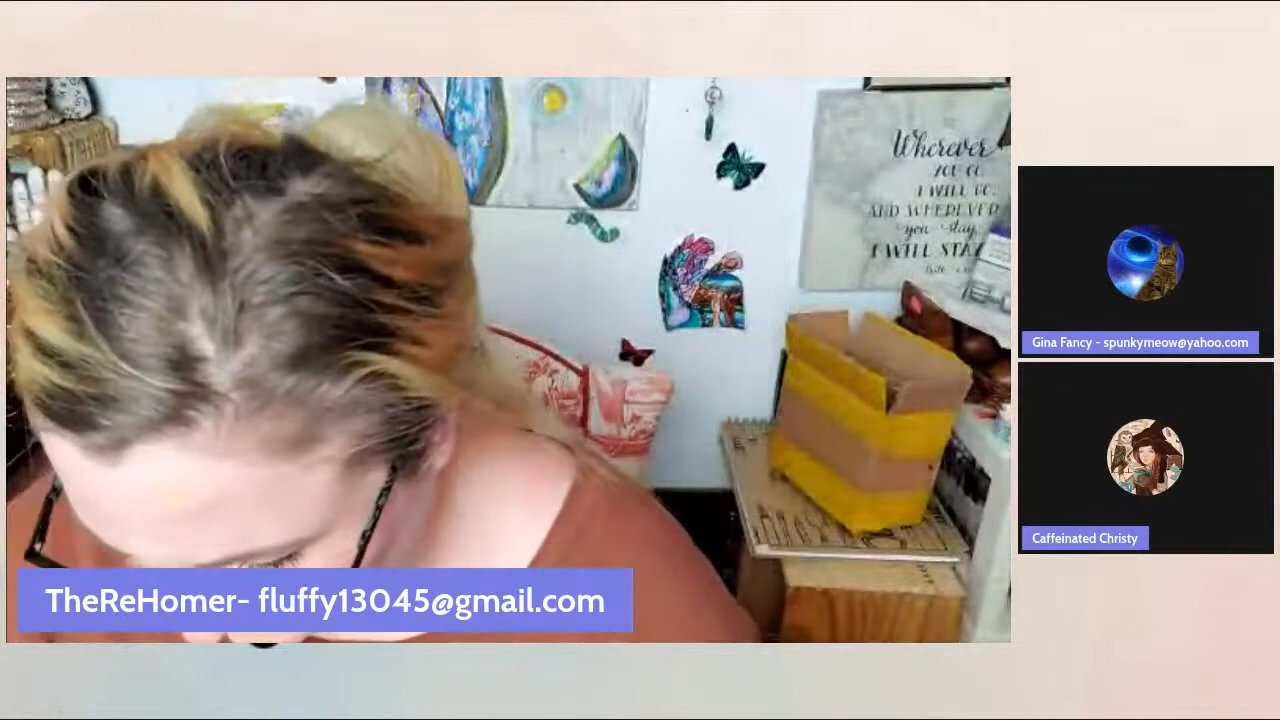 Wherever
YOU GO,
I WILL GO,
AND WHEREVER
you stay,
I WILL STAY
TheReHomer- fluffy13045@gmail.com
Gina Fancy - spunkymeow@yahoo.com
Caffeinated Christy